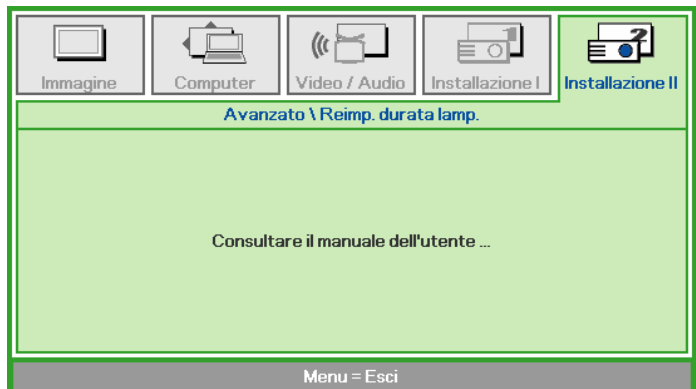 Immagine
Computer
Video / Audio
Installazione I
Installazione II
Avanzato \ Reimp. durata lamp.
Consultare il manuale dell'utente ...
Menu = Esci